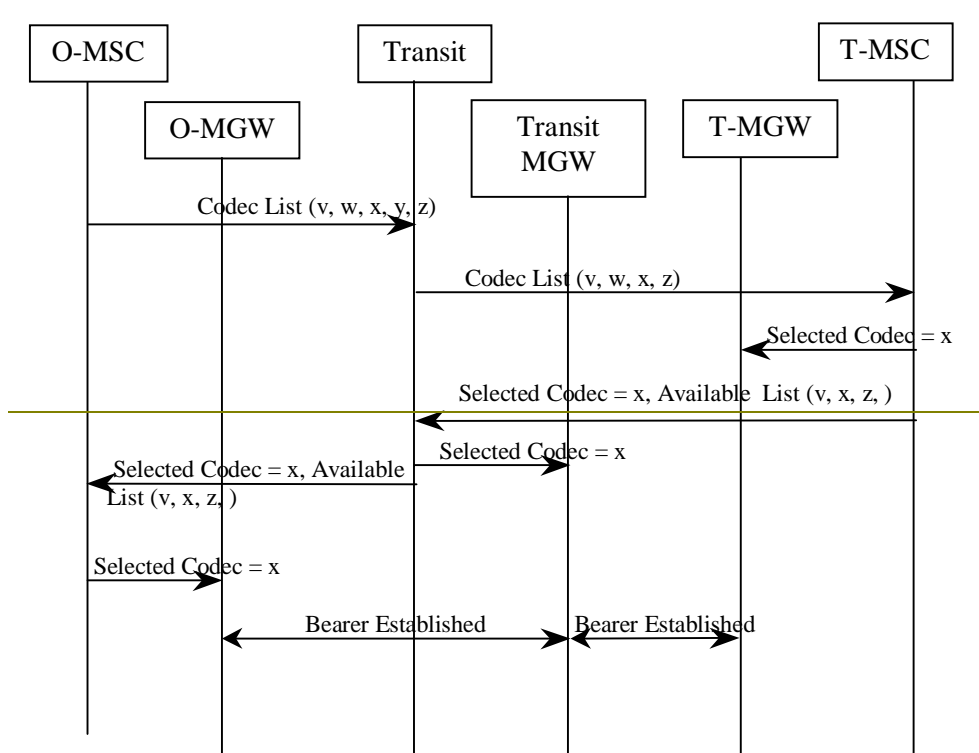 O-MSC
Transit
T-MSC
O-MGW
Transit
MGW
T-MGW
Codec List (v, w, x, y, z)
Codec List (v, w, x, z)
Selected Codec = x
Selected Codec = x, Available List (v, x, z, )
Selected Codec = x
Selected Codec = x, Available
List (v, x, z, )
Selected Codec = x
Bearer Established
Bearer Established